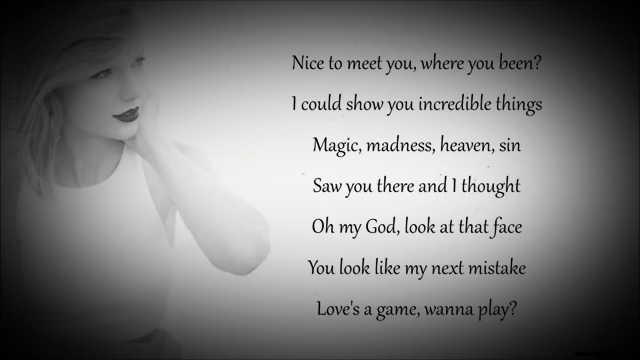 Nice to meet you, where you been?
I could show you incredible things
Magic, madness, heaven, sin
Saw you there and I thought
Oh my God, look at that face
You look like my next mistake
Love's a game, wanna play?